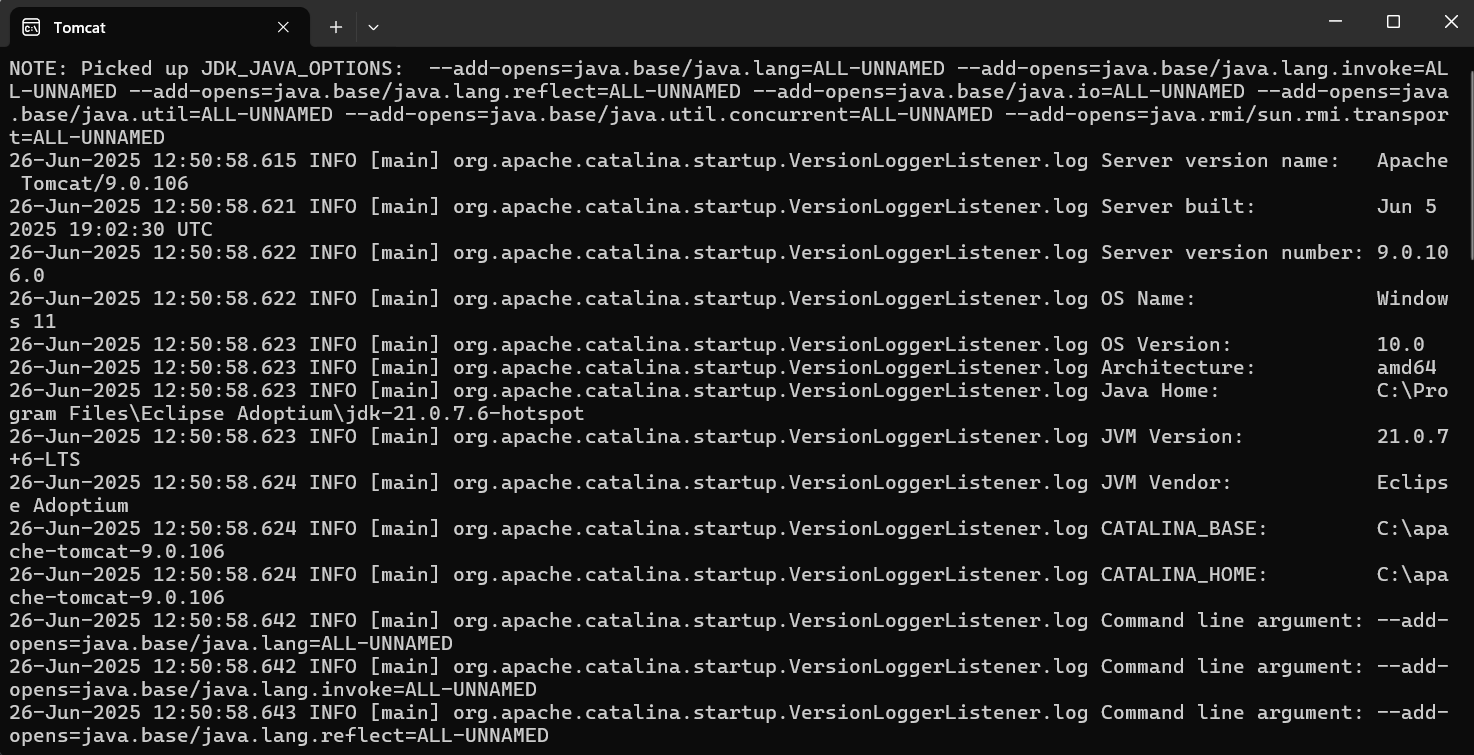 Tomcat
NOTE: Picked up JDK_JAVA_OPTIONS:  --add-opens=java.base/java.lang=ALL-UNNAMED --add-opens=java.base/java.lang.invoke=AL
L-UNNAMED --add-opens=java.base/java.lang.reflect=ALL-UNNAMED --add-opens=java.base/java.io=ALL-UNNAMED --add-opens=java
.base/java.util=ALL-UNNAMED --add-opens=java.base/java.util.concurrent=ALL-UNNAMED --add-opens=java.rmi/sun.rmi.transpor
t=ALL-UNNAMED
26-Jun-2025 12:50:58.615 INFO [main] org.apache.catalina.startup.VersionLoggerListener.log Server version name:   Apache
 Tomcat/9.0.106
26-Jun-2025 12:50:58.621 INFO [main] org.apache.catalina.startup.VersionLoggerListener.log Server built:          Jun 5
2025 19:02:30 UTC
26-Jun-2025 12:50:58.622 INFO [main] org.apache.catalina.startup.VersionLoggerListener.log Server version number: 9.0.10
6.0
26-Jun-2025 12:50:58.622 INFO [main] org.apache.catalina.startup.VersionLoggerListener.log OS Name:               Window
s 11
26-Jun-2025 12:50:58.623 INFO [main] org.apache.catalina.startup.VersionLoggerListener.log OS Version:            10.0
26-Jun-2025 12:50:58.623 INFO [main] org.apache.catalina.startup.VersionLoggerListener.log Architecture:          amd64
26-Jun-2025 12:50:58.623 INFO [main] org.apache.catalina.startup.VersionLoggerListener.log Java Home:             C:\Pro
gram Files\Eclipse Adoptium\jdk-21.0.7.6-hotspot
26-Jun-2025 12:50:58.623 INFO [main] org.apache.catalina.startup.VersionLoggerListener.log JVM Version:           21.0.7
+6-LTS
26-Jun-2025 12:50:58.624 INFO [main] org.apache.catalina.startup.VersionLoggerListener.log JVM Vendor:            Eclips
e Adoptium
26-Jun-2025 12:50:58.624 INFO [main] org.apache.catalina.startup.VersionLoggerListener.log CATALINA_BASE:         C:\apa
che-tomcat-9.0.106
26-Jun-2025 12:50:58.624 INFO [main] org.apache.catalina.startup.VersionLoggerListener.log CATALINA_HOME:         C:\apa
che-tomcat-9.0.106
26-Jun-2025 12:50:58.642 INFO [main] org.apache.catalina.startup.VersionLoggerListener.log Command line argument: --add-
opens=java.base/java.lang=ALL-UNNAMED
26-Jun-2025 12:50:58.642 INFO [main] org.apache.catalina.startup.VersionLoggerListener.log Command line argument: --add-
opens=java.base/java.lang.invoke=ALL-UNNAMED
26-Jun-2025 12:50:58.643 INFO [main] org.apache.catalina.startup.VersionLoggerListener.log Command line argument: --add-
opens=java.base/java.lang.reflect=ALL-UNNAMED